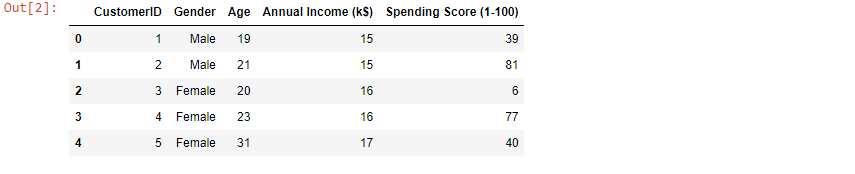 Out[2]:
CustomerID Gender Age Annual Income (k$) Spending Score (1-100)
0 1 Male 19 15 39
1 2 Male 21 15 81
2 3 Female 20 16 6
3 4 Female 23 16 77
4 5 Female 31 17 40